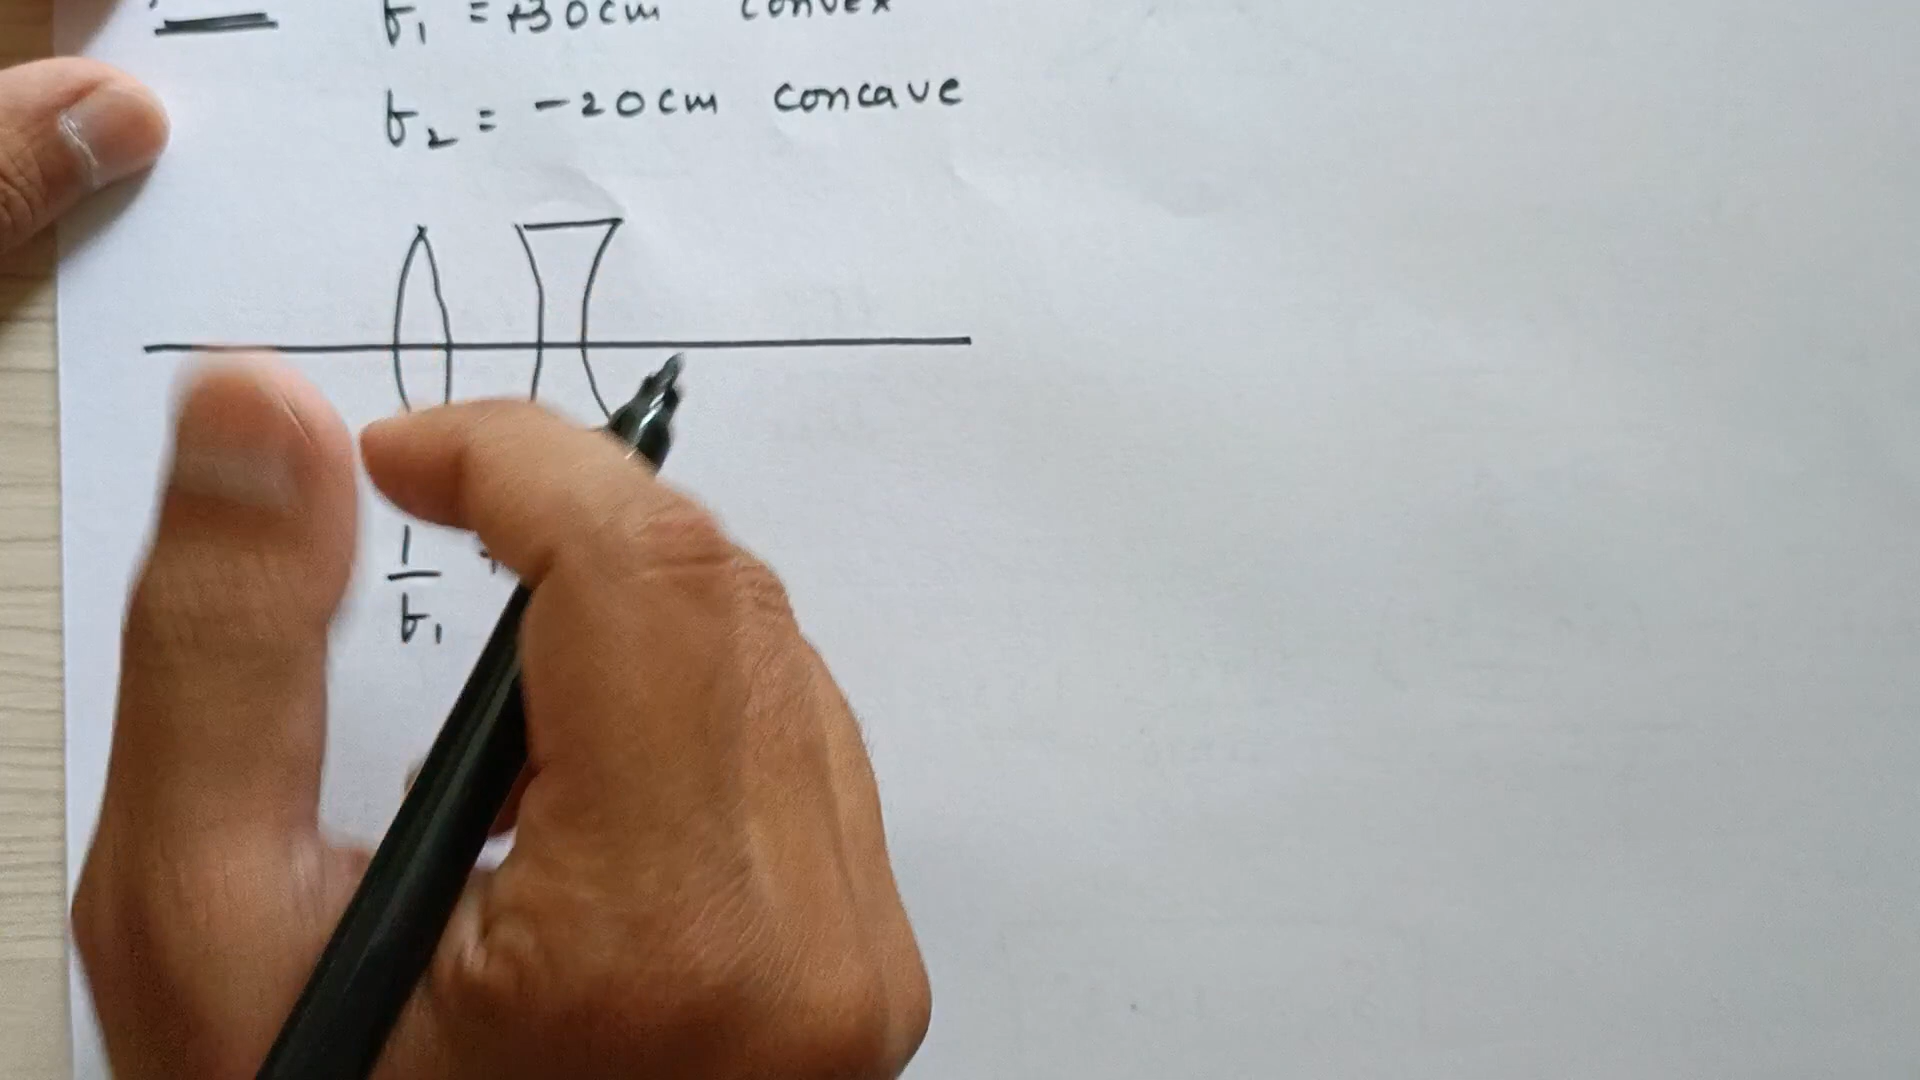 f₁ = +30cm convex
f₂ = -20cm concave
1/f₁ +